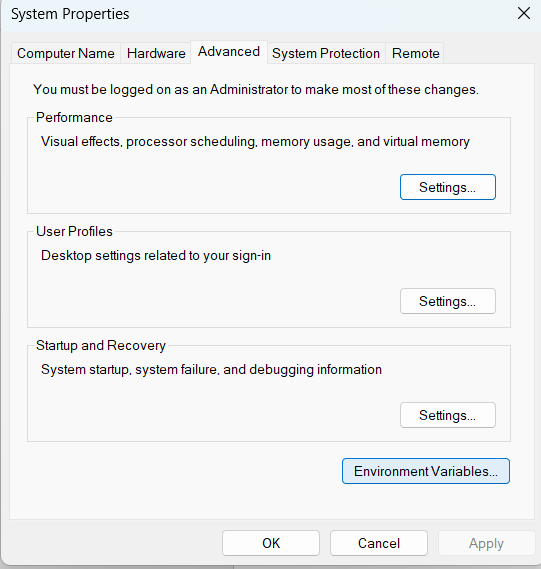 System Properties
Computer Name Hardware Advanced System Protection Remote
You must be logged on as an Administrator to make most of these changes.
Performance
Visual effects, processor scheduling, memory usage, and virtual memory
Settings...
User Profiles
Desktop settings related to your sign-in
Settings...
Startup and Recovery
System startup, system failure, and debugging information
Settings...
Environment Variables...
OK Cancel Apply